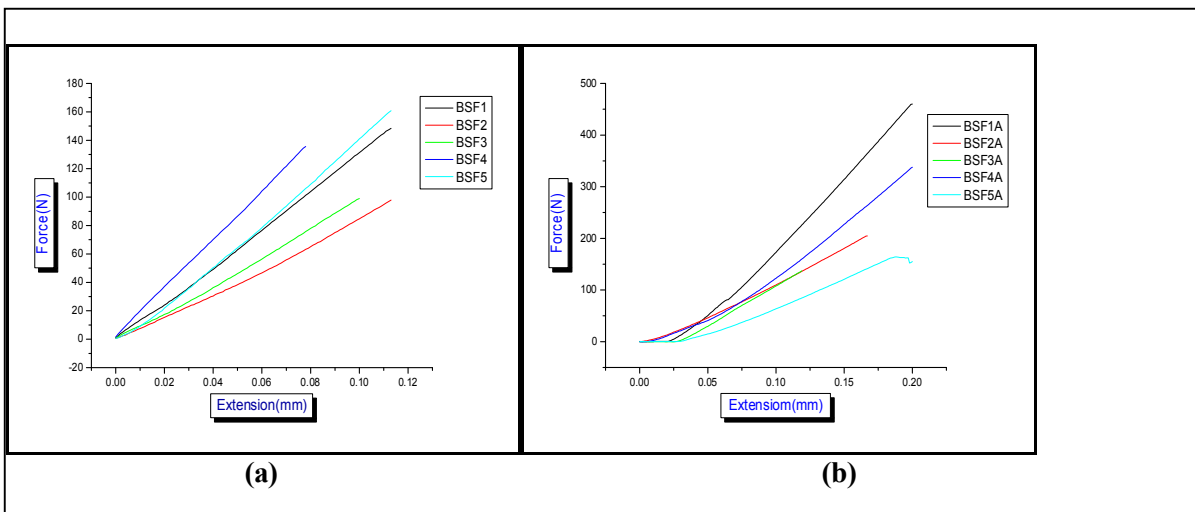 180
160
140
120
100
80
60
40
20
0
-20
0.00 0.02 0.04 0.06 0.08 0.10 0.12
Force(N)
Extension(mm)
BSF1
BSF2
BSF3
BSF4
BSF5
(a)
500
400
300
200
100
0
0.00 0.05 0.10 0.15 0.20
Force(N)
Extensiom(mm)
BSF1A
BSF2A
BSF3A
BSF4A
BSF5A
(b)